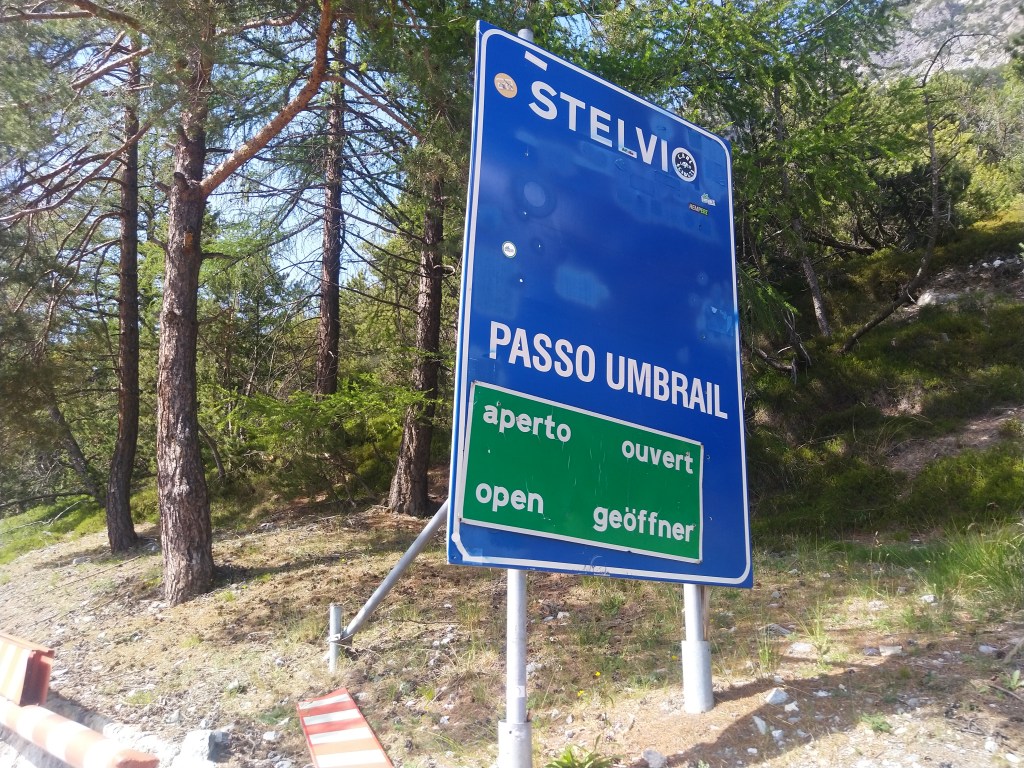 STELVIO
PASSO UMBRAIL
aperto
ouvert
open
geöffner